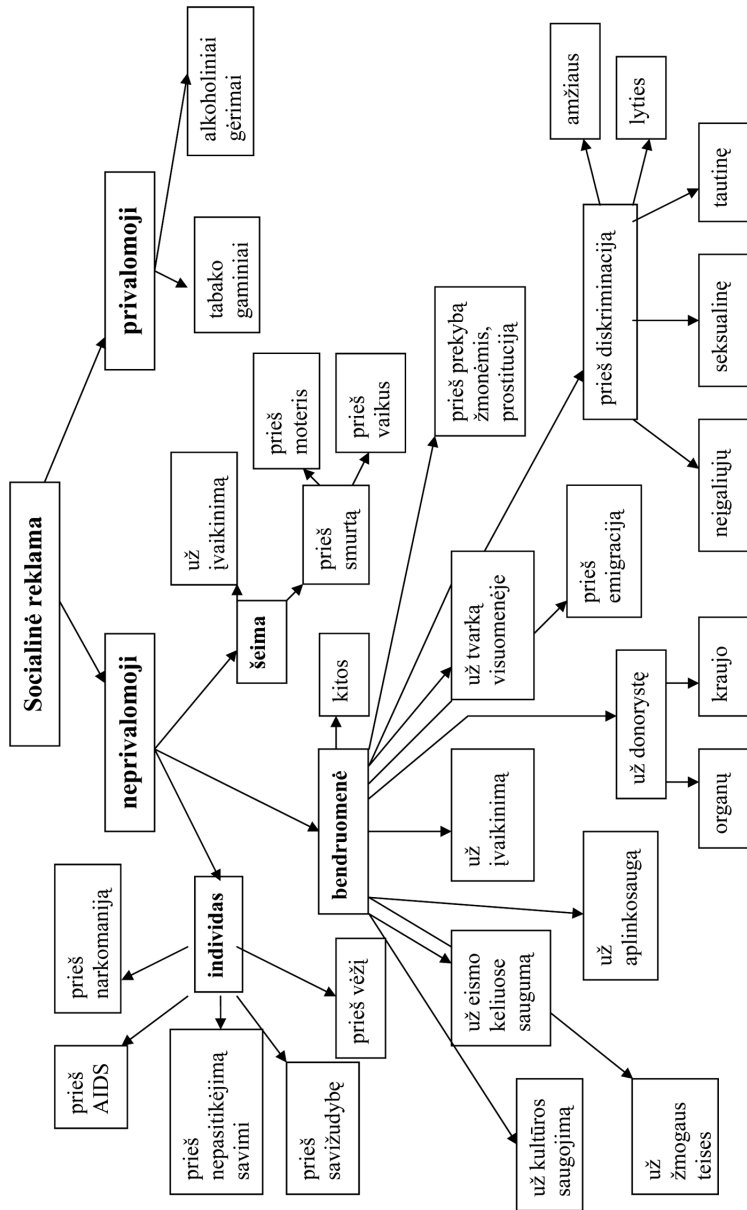 Socialinė reklama
neprivalomoji
privalomoji
tabako
gaminiai
alkoholiniai
gėrimai
individas
šeima
bendruomenė
prieš
AIDS
prieš
narkomaniją
prieš
nepasitikėjimą
savimi
prieš
savižudybę
prieš vėžį
už
įvaikinimą
prieš
smurtą
prieš
moteris
prieš
vaikus
kitos
už kultūros
saugojimą
už eismo
keliuose
saugumą
už
žmogaus
teises
už
aplinkosaugą
už
įvaikinimą
už donorystę
organų
kraujo
už tvarką
visuomenėje
prieš
emigraciją
prieš prekybą
žmonėmis,
prostituciją
prieš diskriminaciją
neįgaliųjų
seksualinę
tautinę
lyties
amžiaus